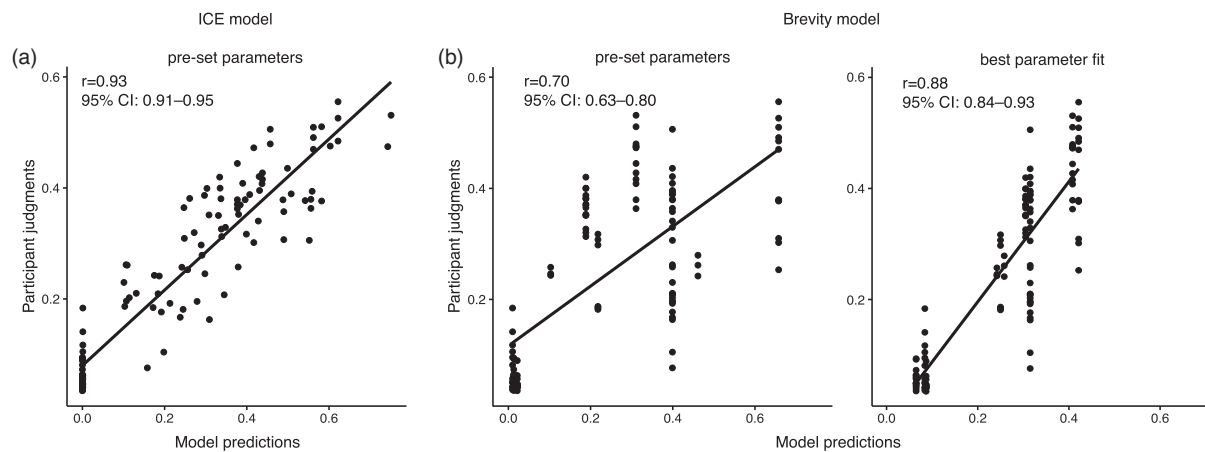 ICE model
Brevity model
(a)
pre-set parameters
r=0.93
95% CI: 0.91–0.95
0.6
0.4
0.2
0.0
0.2
0.4
0.6
Participant judgments
Model predictions
(b)
pre-set parameters
r=0.70
95% CI: 0.63–0.80
0.6
0.4
0.2
0.0
0.2
0.4
0.6
Participant judgments
best parameter fit
r=0.88
95% CI: 0.84–0.93
0.6
0.4
0.2
0.0
0.2
0.4
0.6
Model predictions